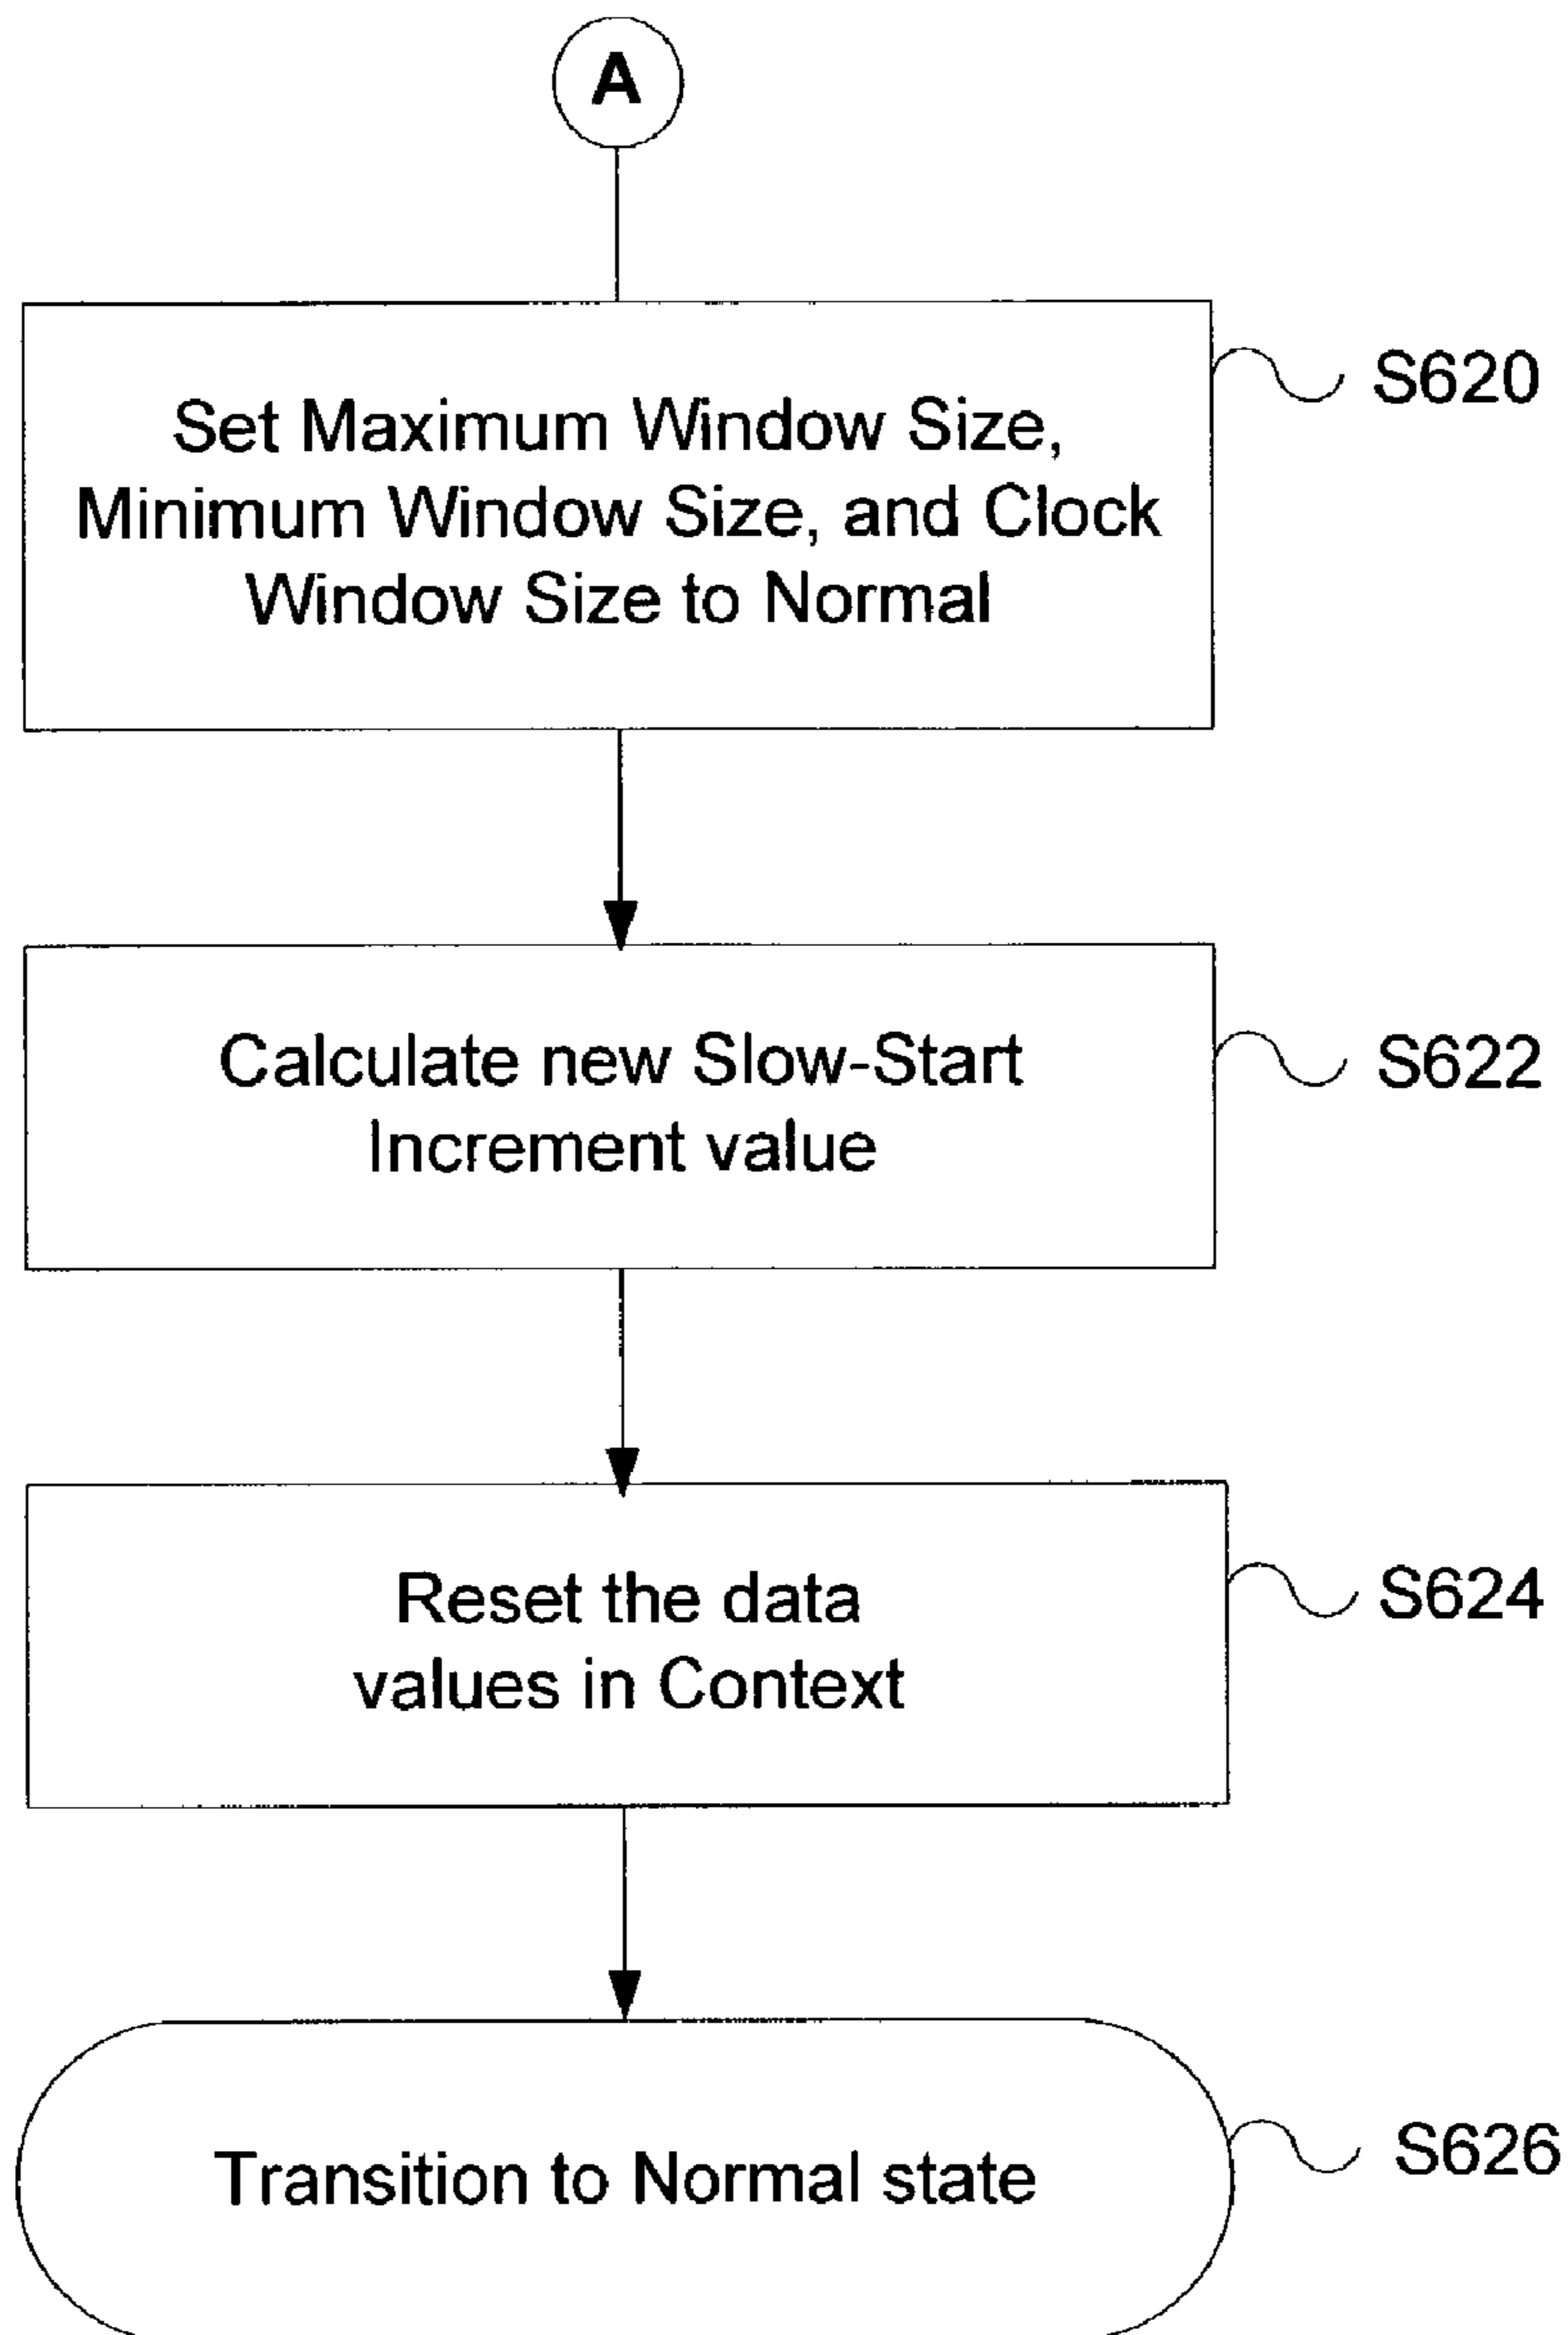 A
Set Maximum Window Size,
Minimum Window Size, and Clock
Window Size to Normal
S620
Calculate new Slow-Start
Increment value
S622
Reset the data
values in Context
S624
Transition to Normal state
S626